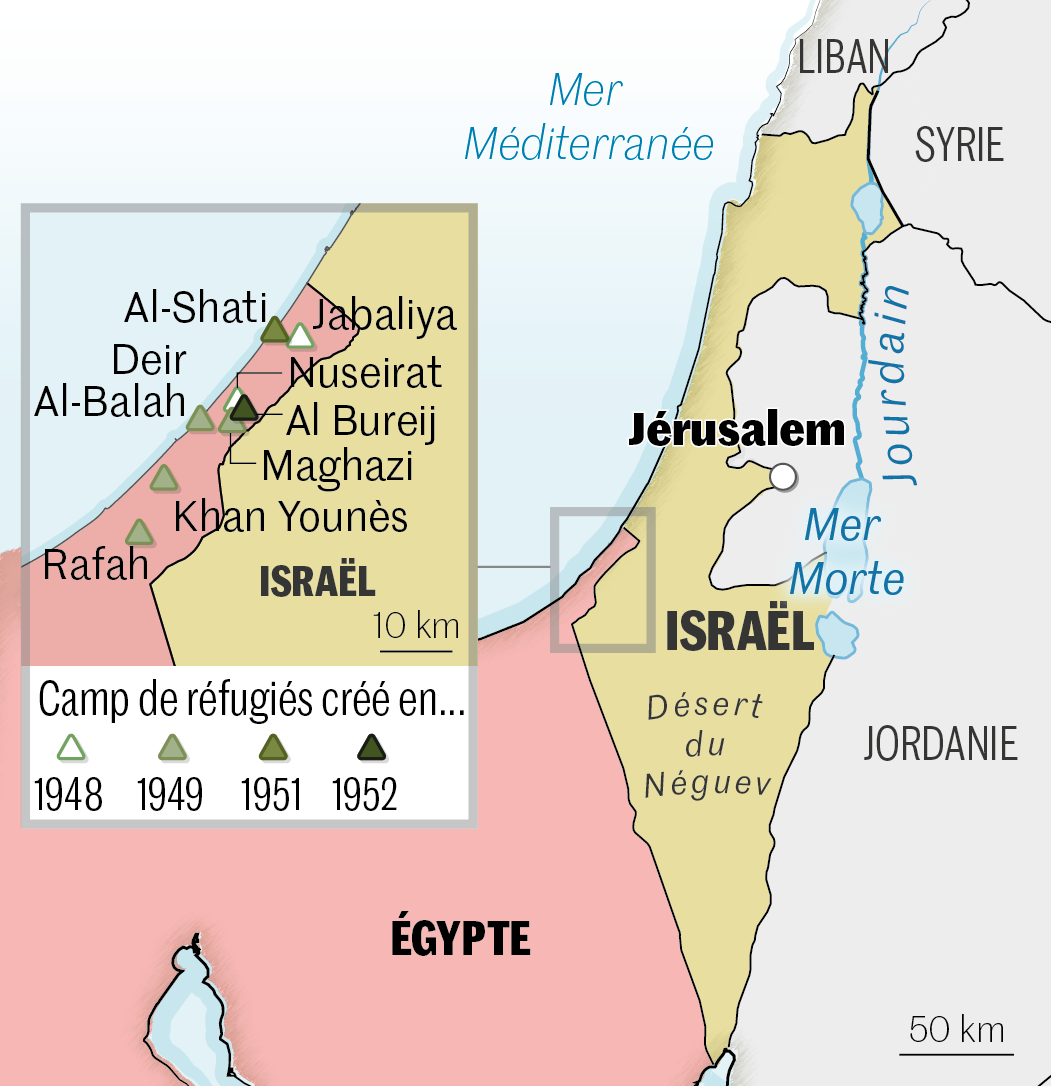 LIBAN
Mer
Méditerranée
SYRIE
Al-Shati
Jabaliya
Deir
Al-Balah
Nuseirat
Al Bureij
Maghazi
Khan Younès
Rafah
ISRAËL
10 km
Camp de réfugiés créé en...
1948
1949
1951
1952
Jourdain
Jérusalem
Mer
Morte
ISRAËL
Désert
du
Néguev
JORDANIE
ÉGYPTE
50 km